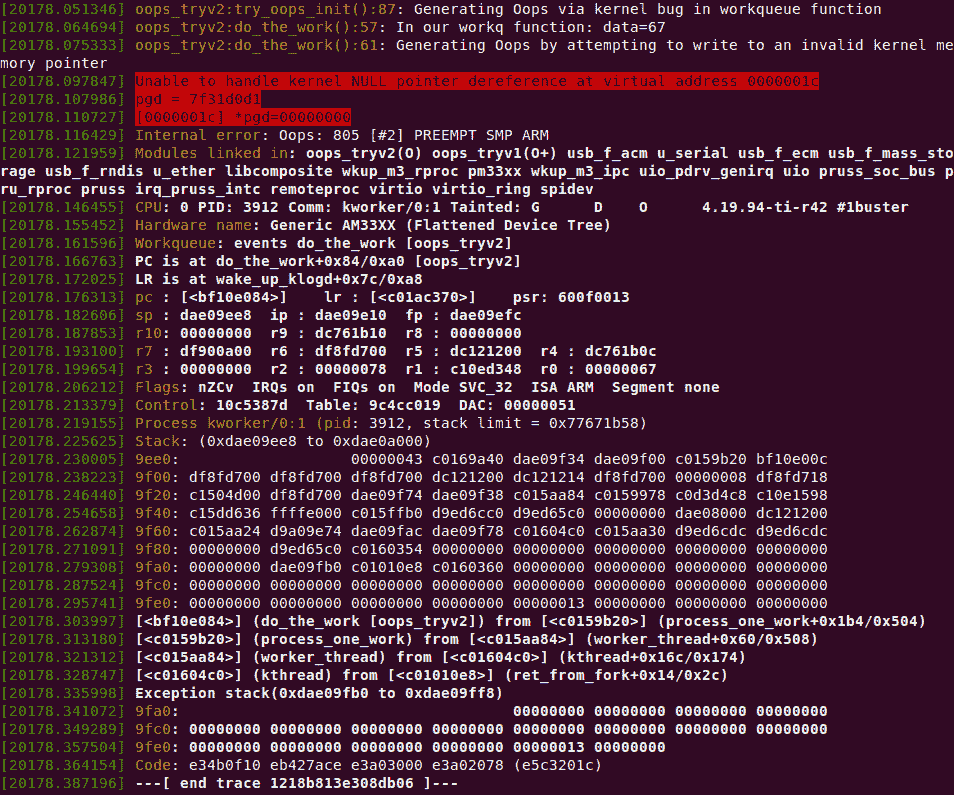 [20178.051346] oops_tryv2:try_oops_init():87: Generating Oops via kernel bug in workqueue function
[20178.064694] oops_tryv2:do_the_work():57: In our workq function: data=67
[20178.075333] oops_tryv2:do_the_work():61: Generating Oops by attempting to write to an invalid kernel me
mory pointer
[20178.097847] Unable to handle kernel NULL pointer dereference at virtual address 0000001c
[20178.107986] pgd = 7f31d0d1
[20178.110727] [0000001c] *pgd=00000000
[20178.116429] Internal error: Oops: 805 [#2] PREEMPT SMP ARM
[20178.121959] Modules linked in: oops_tryv2(O) oops_tryv1(O+) usb_f_acm u_serial usb_f_ecm usb_f_mass_sto
rage usb_f_rndis u_ether libcomposite wkup_m3_rproc pm33xx wkup_m3_ipc uio_pdrv_genirq uio pruss_soc_bus p
ru_rproc pruss irq_pruss_intc remoteproc virtio virtio_ring spidev
[20178.146455] CPU: 0 PID: 3912 Comm: kworker/0:1 Tainted: G      D    O      4.19.94-ti-r42 #1buster
[20178.155452] Hardware name: Generic AM33XX (Flattened Device Tree)
[20178.161596] Workqueue: events do_the_work [oops_tryv2]
[20178.166763] PC is at do_the_work+0x84/0xa0 [oops_tryv2]
[20178.172025] LR is at wake_up_klogd+0x7c/0xa8
[20178.176313] pc : [<bf10e084>]    lr : [<c01ac370>]    psr: 600f0013
[20178.182606] sp : dae09ee8  ip : dae09e10  fp : dae09efc
[20178.187853] r10: 00000000  r9 : dc761b10  r8 : 00000000
[20178.193100] r7 : df900a00  r6 : df8fd700  r5 : dc121200  r4 : dc761b0c
[20178.199654] r3 : 00000000  r2 : 00000078  r1 : c10ed348  r0 : 00000067
[20178.206212] Flags: nZCv  IRQs on  FIQs on  Mode SVC_32  ISA ARM  Segment none
[20178.213379] Control: 10c5387d  Table: 9c4cc019  DAC: 00000051
[20178.219155] Process kworker/0:1 (pid: 3912, stack limit = 0x77671b58)
[20178.225625] Stack: (0xdae09ee8 to 0xdae0a000)
[20178.230005] 9ee0:                   00000043 c0169a40 dae09f34 dae09f00 c0159b20 bf10e00c
[20178.238223] 9f00: df8fd700 df8fd700 df8fd700 dc121200 dc121214 df8fd700 00000008 df8fd718
[20178.246440] 9f20: c1504d00 df8fd700 dae09f74 dae09f38 c015aa84 c0159978 c0d3d4c8 c10e1598
[20178.254658] 9f40: c15dd636 ffffe000 c015ffb0 d9ed6cc0 d9ed65c0 00000000 dae08000 dc121200
[20178.262874] 9f60: c015aa24 d9a09e74 dae09fac dae09f78 c01604c0 c015aa30 d9ed6cdc d9ed6cdc
[20178.271091] 9f80: 00000000 d9ed65c0 c0160354 00000000 00000000 00000000 00000000 00000000
[20178.279308] 9fa0: 00000000 dae09fb0 c01010e8 c0160360 00000000 00000000 00000000 00000000
[20178.287524] 9fc0: 00000000 00000000 00000000 00000000 00000000 00000000 00000000 00000000
[20178.295741] 9fe0: 00000000 00000000 00000000 00000000 00000013 00000000 00000000 00000000
[20178.303997] [<bf10e084>] (do_the_work [oops_tryv2]) from [<c0159b20>] (process_one_work+0x1b4/0x504)
[20178.313180] [<c0159b20>] (process_one_work) from [<c015aa84>] (worker_thread+0x60/0x508)
[20178.321312] [<c015aa84>] (worker_thread) from [<c01604c0>] (kthread+0x16c/0x174)
[20178.328747] [<c01604c0>] (kthread) from [<c01010e8>] (ret_from_fork+0x14/0x2c)
[20178.335998] Exception stack(0xdae09fb0 to 0xdae09ff8)
[20178.341072] 9fa0:                                     00000000 00000000 00000000 00000000
[20178.349289] 9fc0: 00000000 00000000 00000000 00000000 00000000 00000000 00000000 00000000
[20178.357504] 9fe0: 00000000 00000000 00000000 00000000 00000013 00000000
[20178.364154] Code: e34b0f10 eb427ace e3a03000 e3a02078 (e5c3201c)
[20178.387196] ---[ end trace 1218b813e308db06 ]---